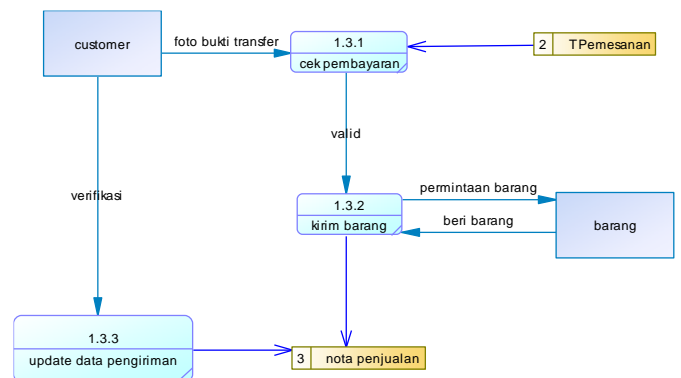 customer
foto bukti transfer
1.3.1
cek pembayaran
2 TPemesanan
valid
verifikasi
1.3.2
kirim barang
permintaan barang
beri barang
barang
1.3.3
update data pengiriman
3 nota penjualan